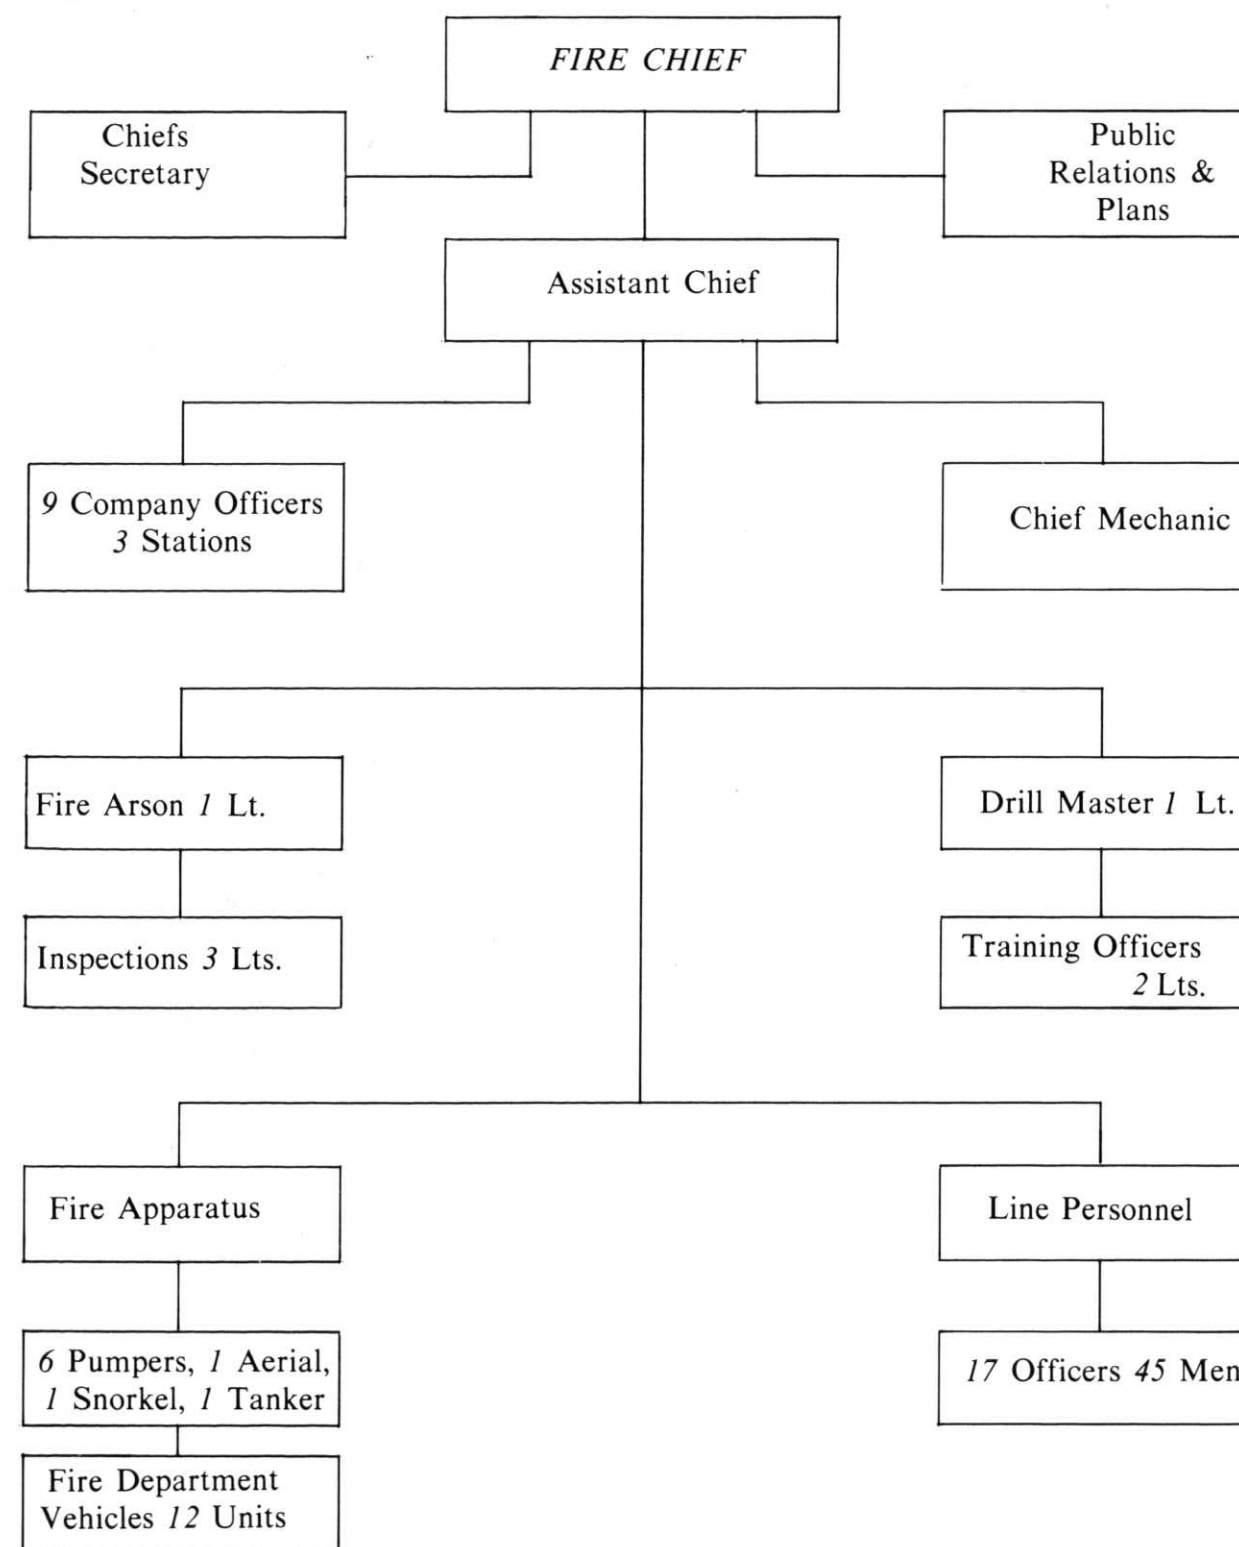 FIRE CHIEF
Chiefs
Secretary
Public
Relations &
Plans
Assistant Chief
9 Company Officers
3 Stations
Chief Mechanic
Fire Arson 1 Lt.
Drill Master 1 Lt.
Inspections 3 Lts.
Training Officers
2 Lts.
Fire Apparatus
Line Personnel
6 Pumpers, 1 Aerial,
1 Snorkel, 1 Tanker
17 Officers 45 Men
Fire Department
Vehicles 12 Units